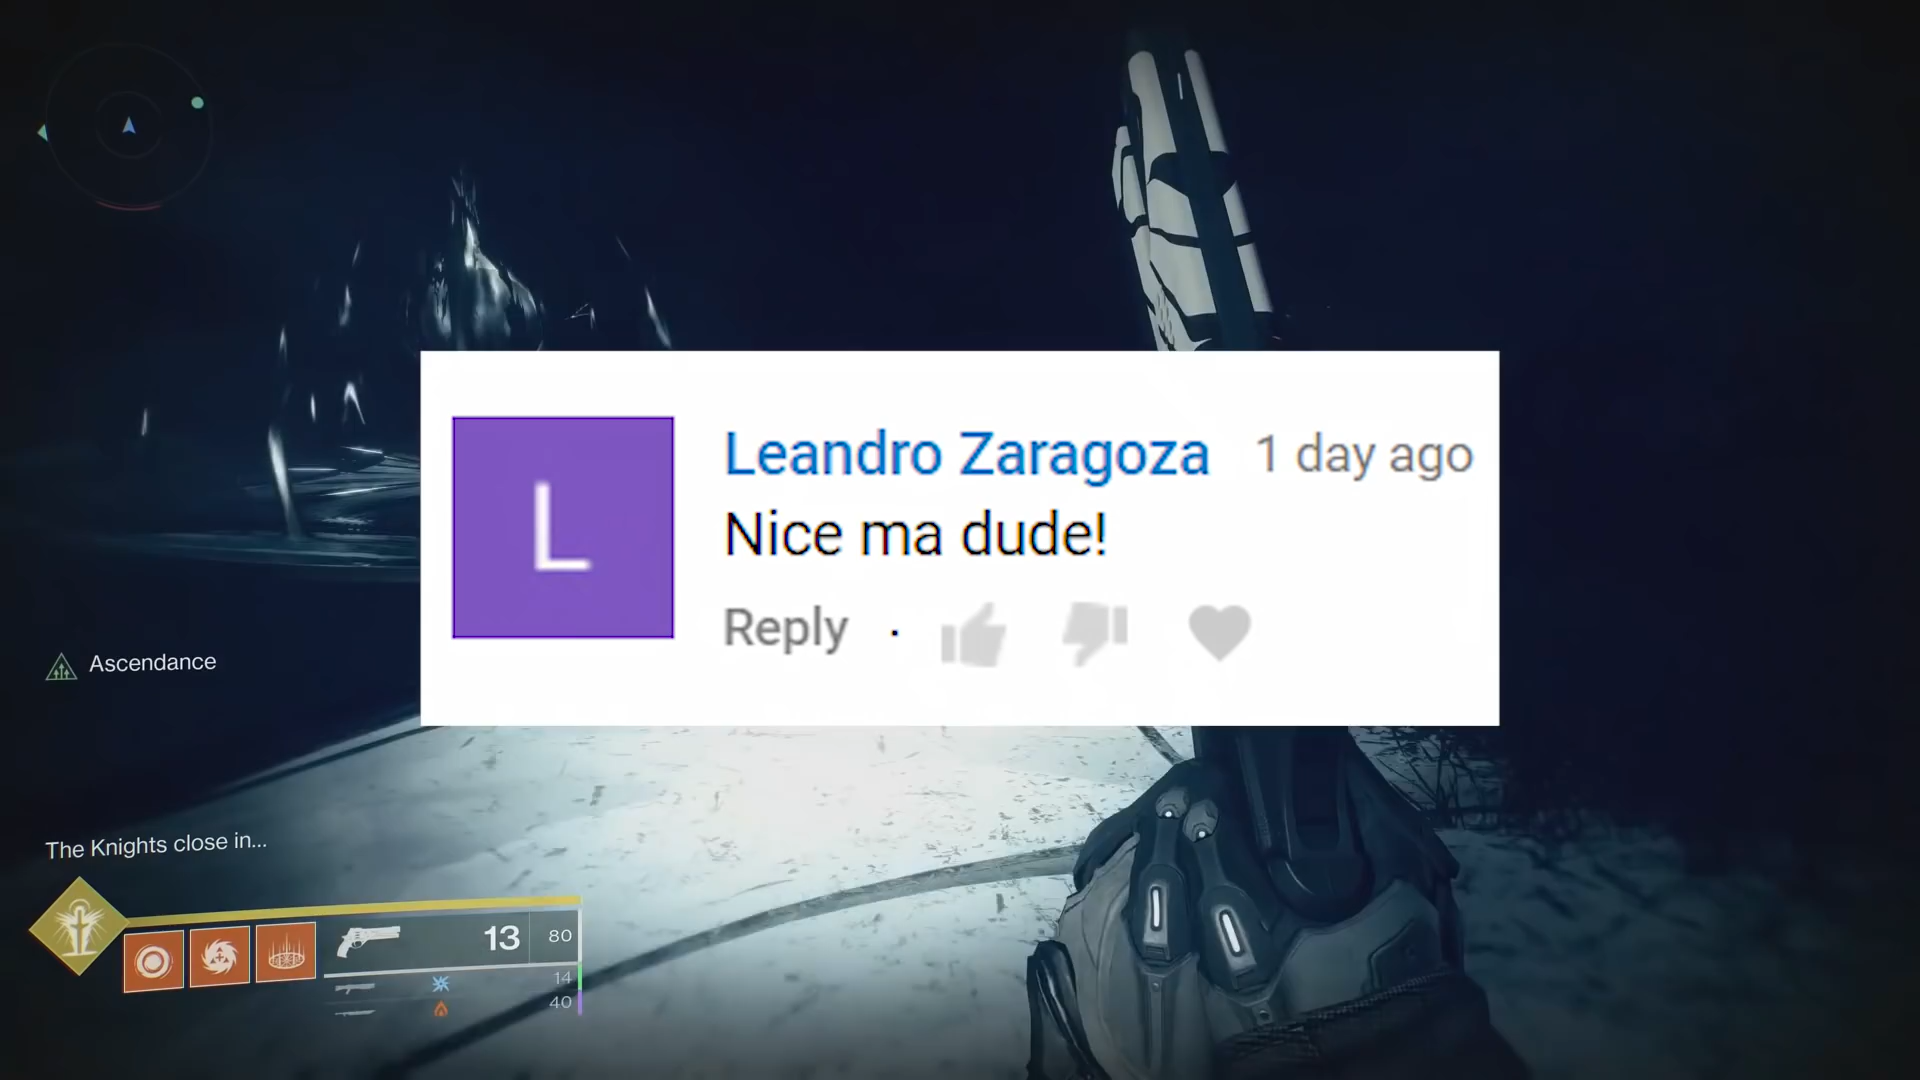 L
Leandro Zaragoza 1 day ago
Nice ma dude!
Reply ·
Ascendance
The Knights close in...
13 80
14
40